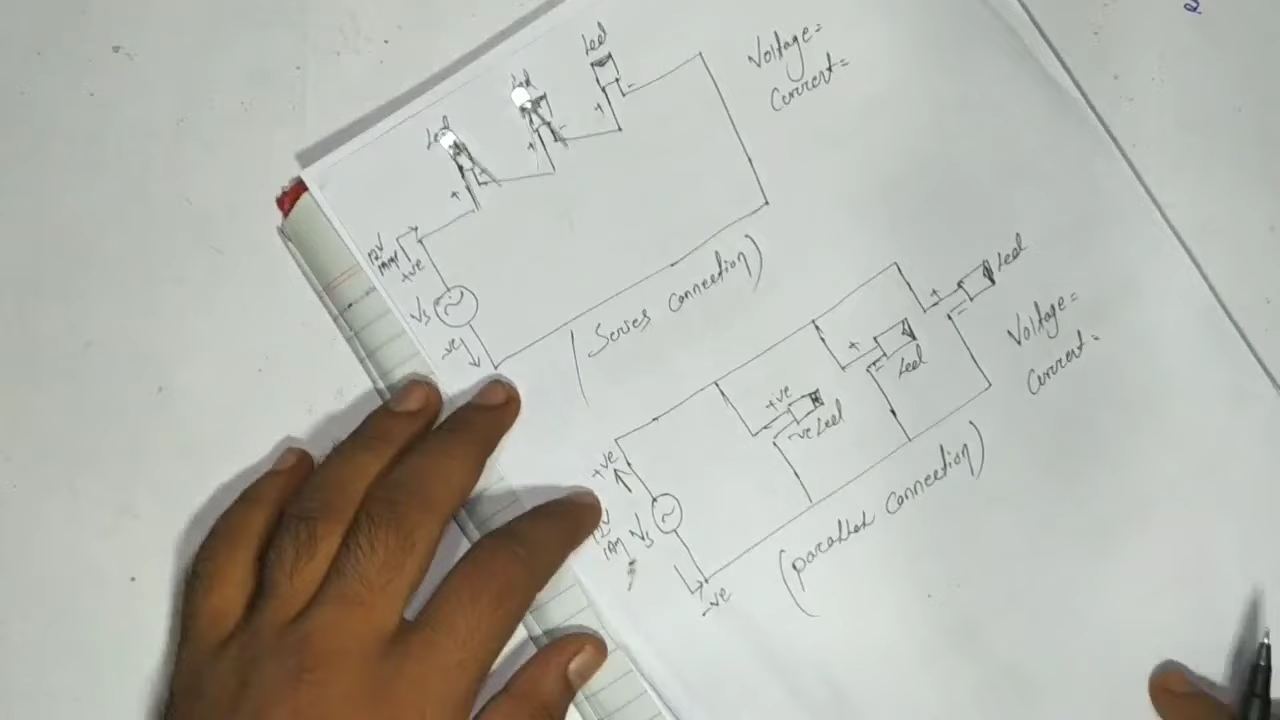 Led
Led
Led
Voltage=
Current=
+
-
+
-
+
12V
1Amp
+ve
Vs
-ve
(Series Connection)
Led
+
-
Voltage=
Current=
+
-
Led
+ve
-ve Led
+ve
12V
1Am
Vs
-ve
(parallel connection)